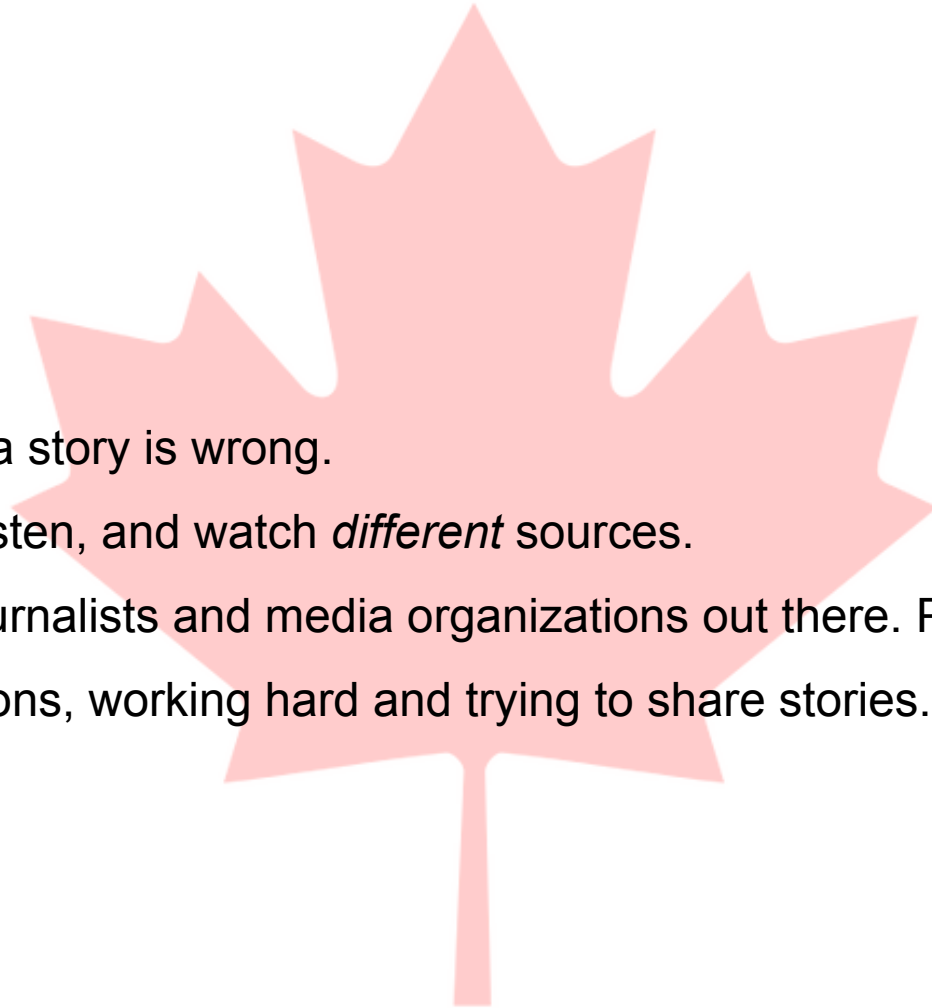 a story is wrong.
sten, and watch different sources.
urnalists and media organizations out there. P
ons, working hard and trying to share stories.